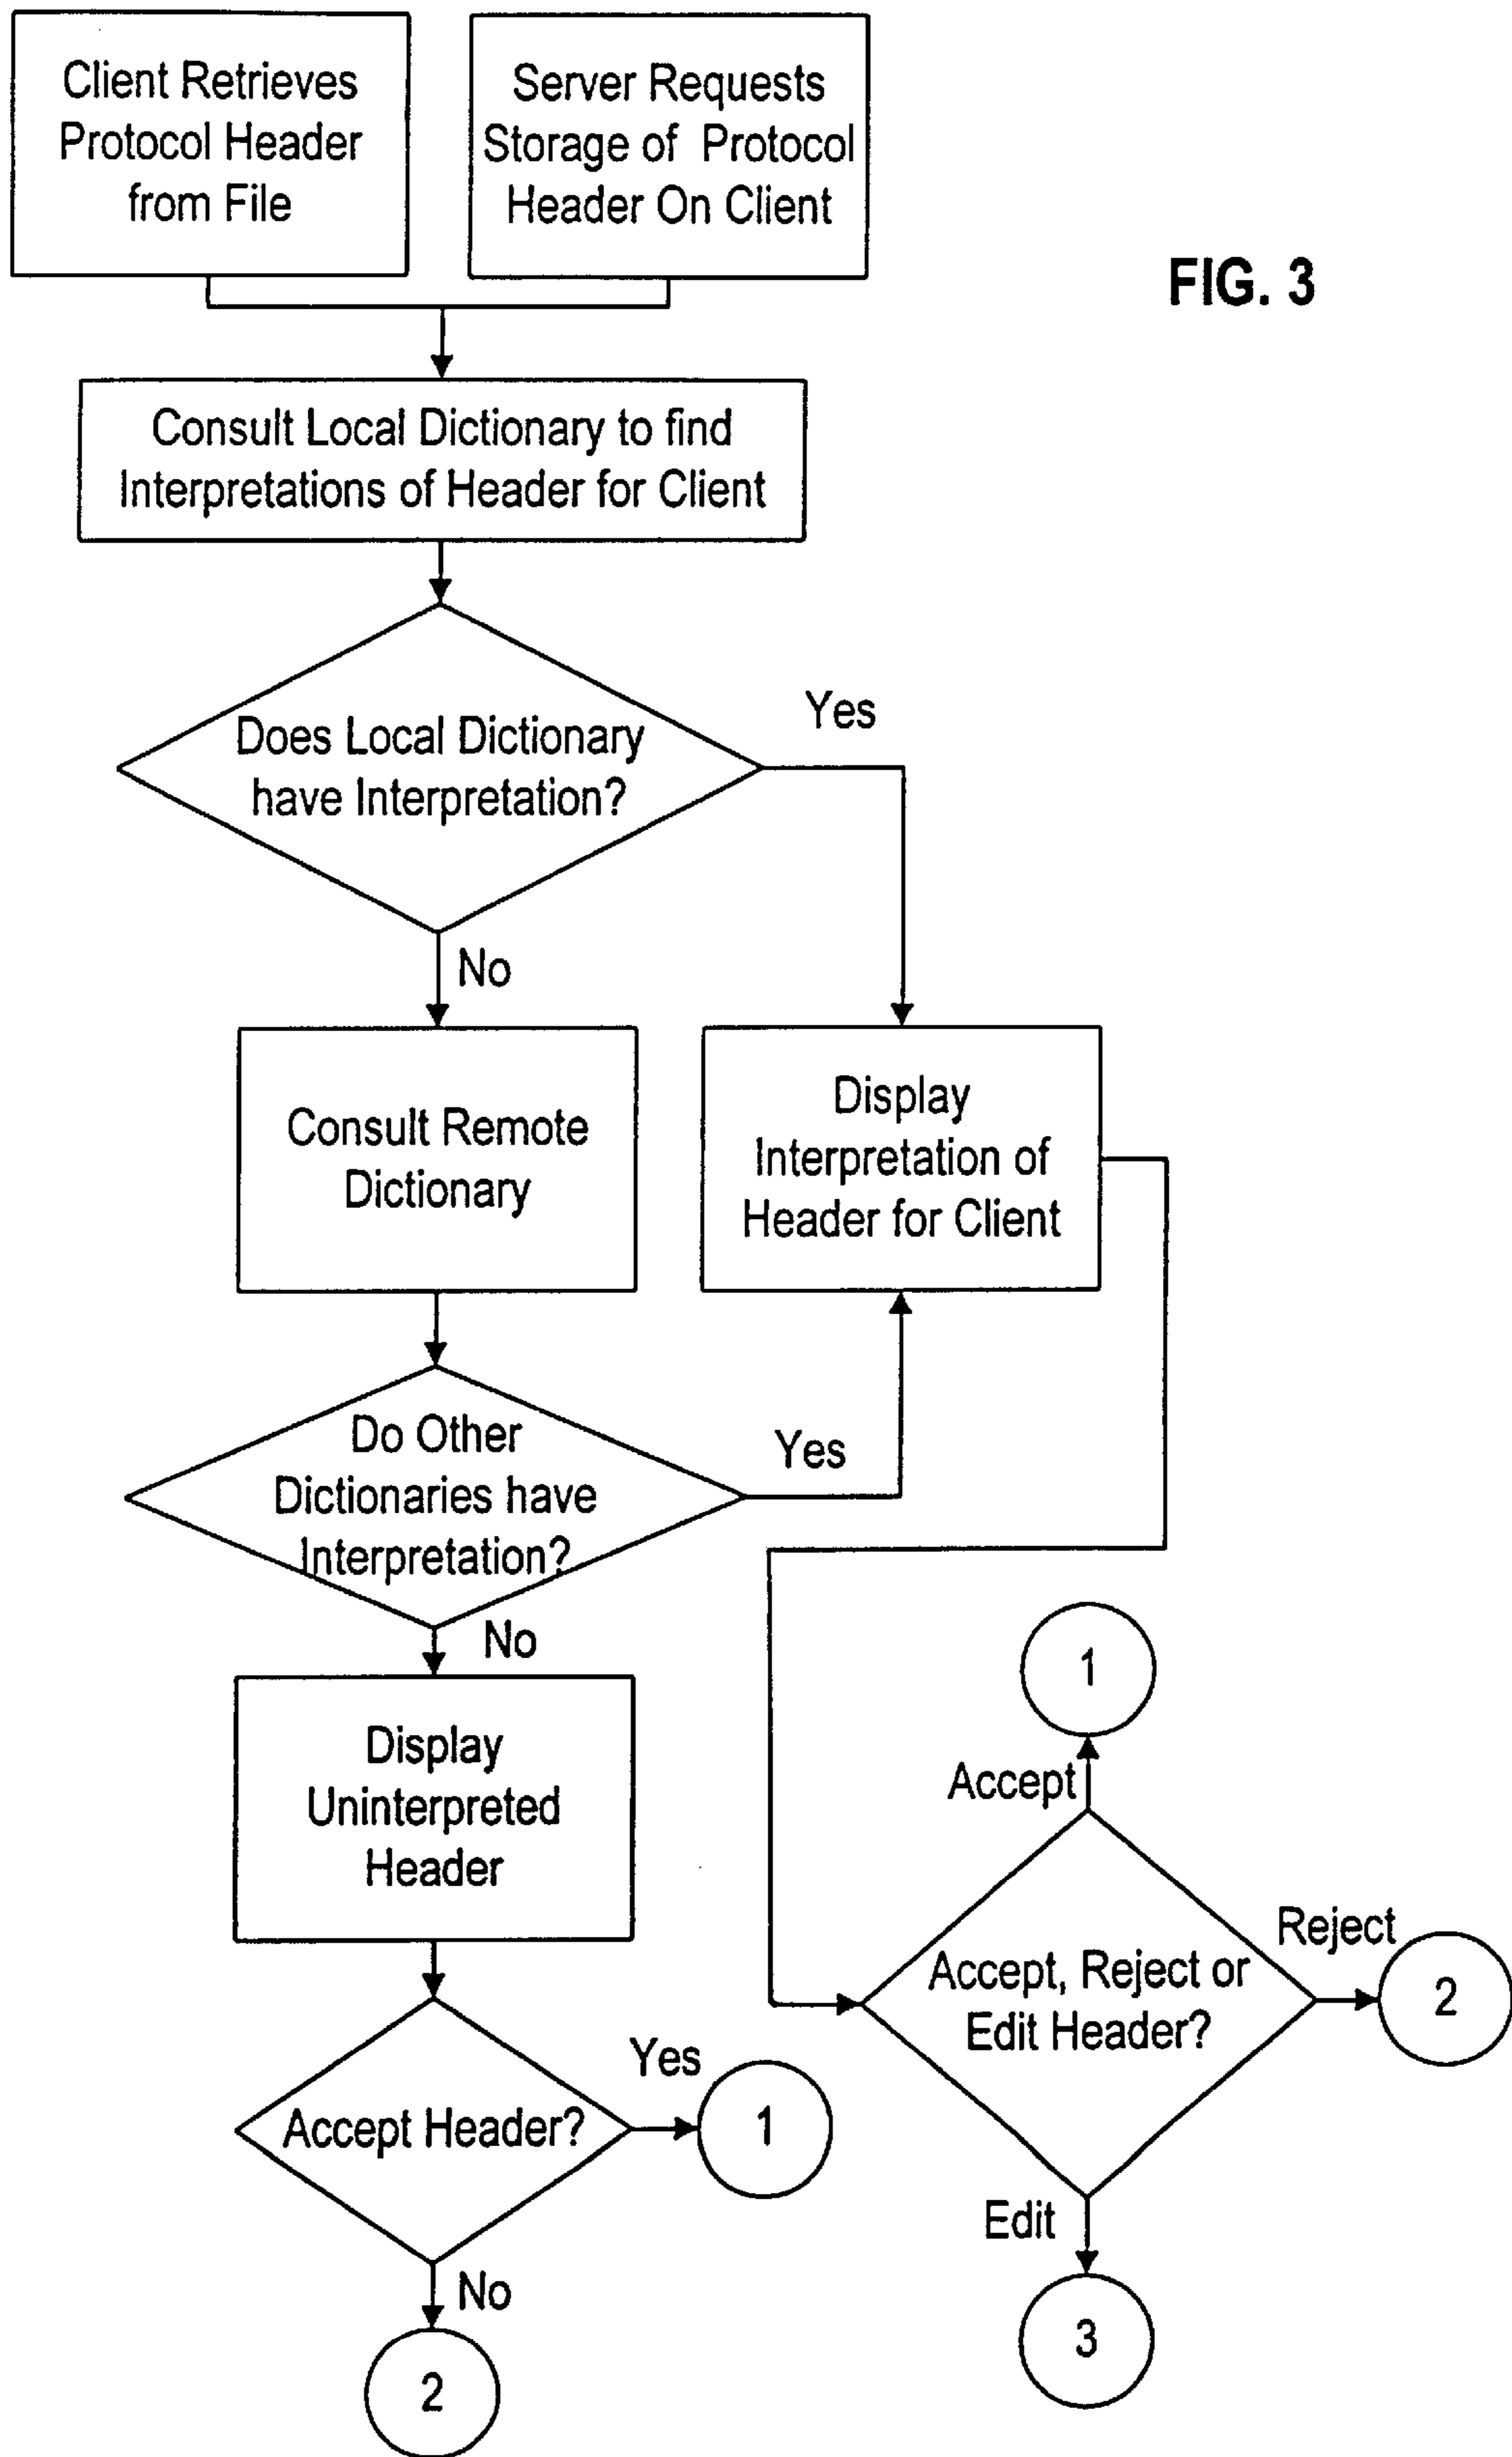 Client Retrieves
Protocol Header
from File
Server Requests
Storage of Protocol
Header On Client
FIG. 3
Consult Local Dictionary to find
Interpretations of Header for Client
Does Local Dictionary
have Interpretation?
Yes
No
Consult Remote
Dictionary
Display
Interpretation of
Header for Client
Do Other
Dictionaries have
Interpretation?
Yes
No
Display
Uninterpreted
Header
Accept Header?
Yes
1
No
2
1
Accept
Accept, Reject or
Edit Header?
Reject
2
Edit
3